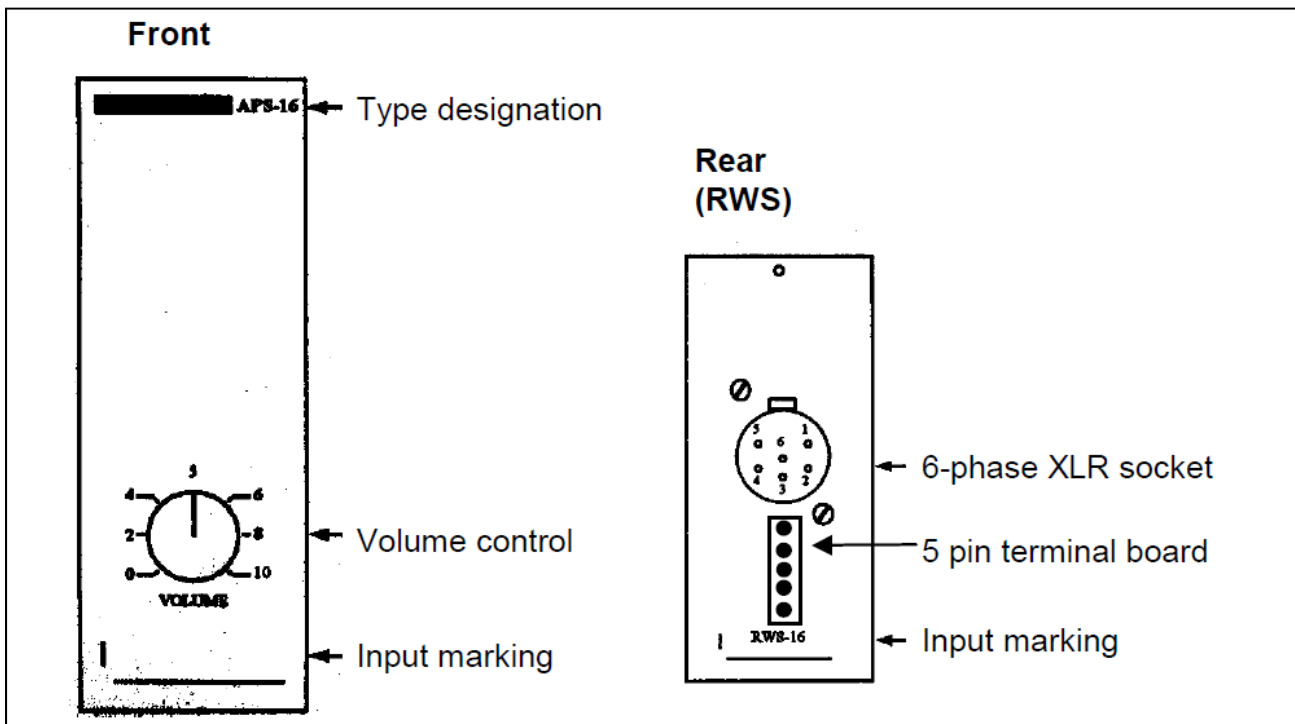 Front
APS-16
Type designation
5
4 6
2 8
0 10
VOLUME
Volume control
Input marking
Rear
(RWS)
5 1
6
4 2
3
6-phase XLR socket
5 pin terminal board
RWS-16
Input marking